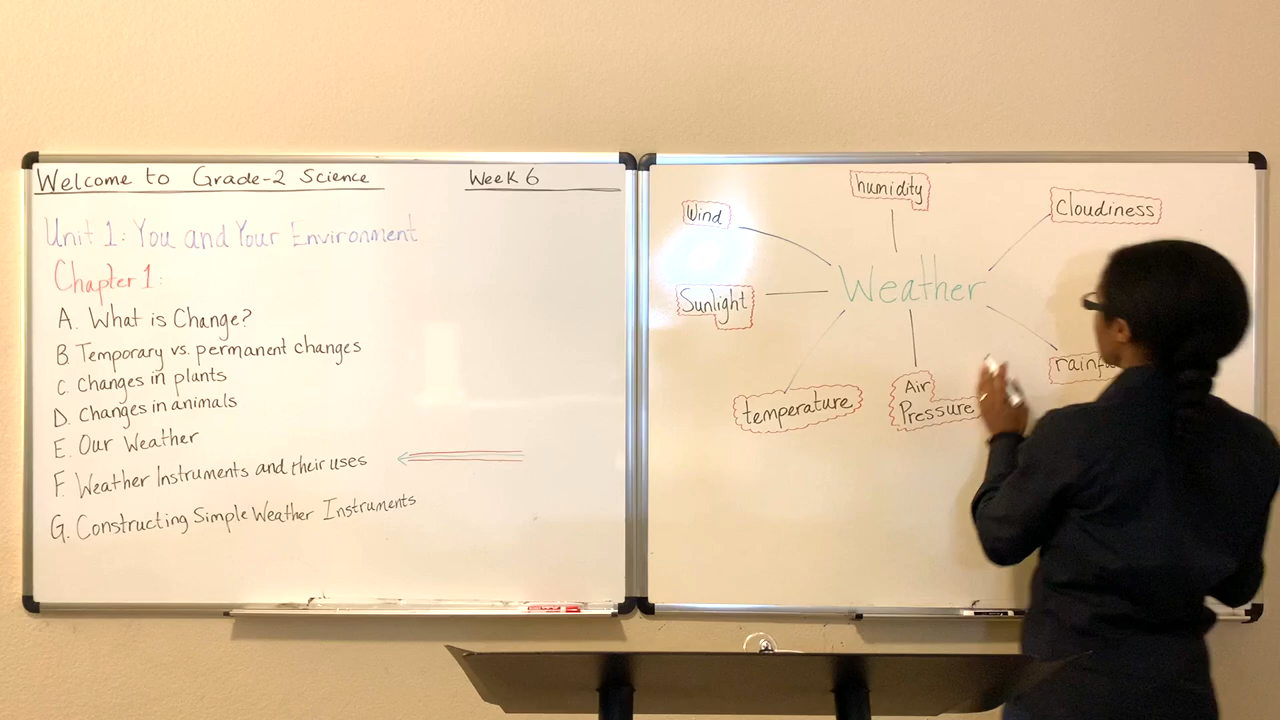 Welcome to Grade-2 Science
Week 6
Unit 1: You and Your Environment
Chapter 1:
A. What is Change?
B. Temporary vs. permanent changes
C. Changes in plants
D. Changes in animals
E. Our Weather
F. Weather Instruments and their uses
G. Constructing Simple Weather Instruments
humidity
Wind
Cloudiness
Weather
Sunlight
temperature
Air
Pressure